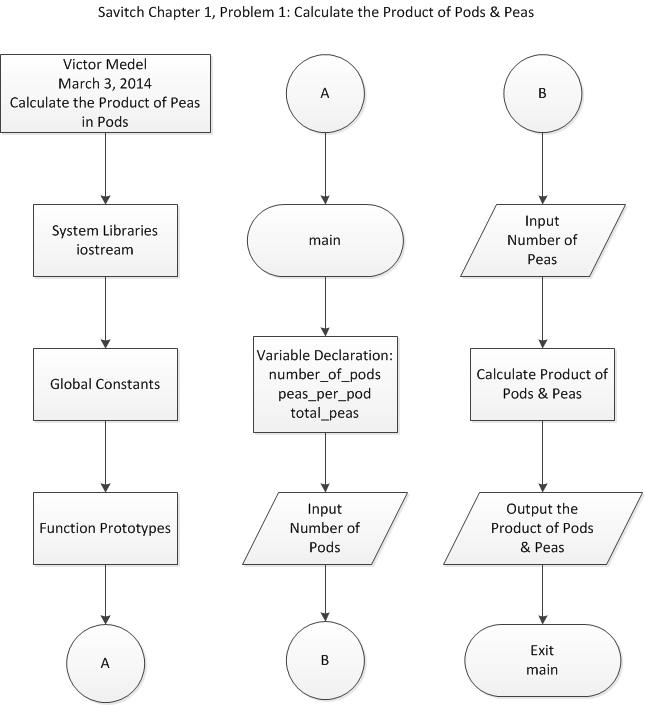 Savitch Chapter 1, Problem 1: Calculate the Product of Pods & Peas
Victor Medel
March 3, 2014
Calculate the Product of Peas
in Pods
System Libraries
iostream
Global Constants
Function Prototypes
A
A
main
Variable Declaration:
number_of_pods
peas_per_pod
total_peas
Input
Number of
Pods
B
B
Input
Number of
Peas
Calculate Product of
Pods & Peas
Output the
Product of Pods
& Peas
Exit
main